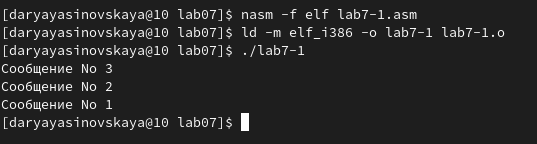 [daryayasinovskaya@10 lab07]$ nasm -f elf lab7-1.asm
[daryayasinovskaya@10 lab07]$ ld -m elf_i386 -o lab7-1 lab7-1.o
[daryayasinovskaya@10 lab07]$ ./lab7-1
Сообщение No 3
Сообщение No 2
Сообщение No 1
[daryayasinovskaya@10 lab07]$